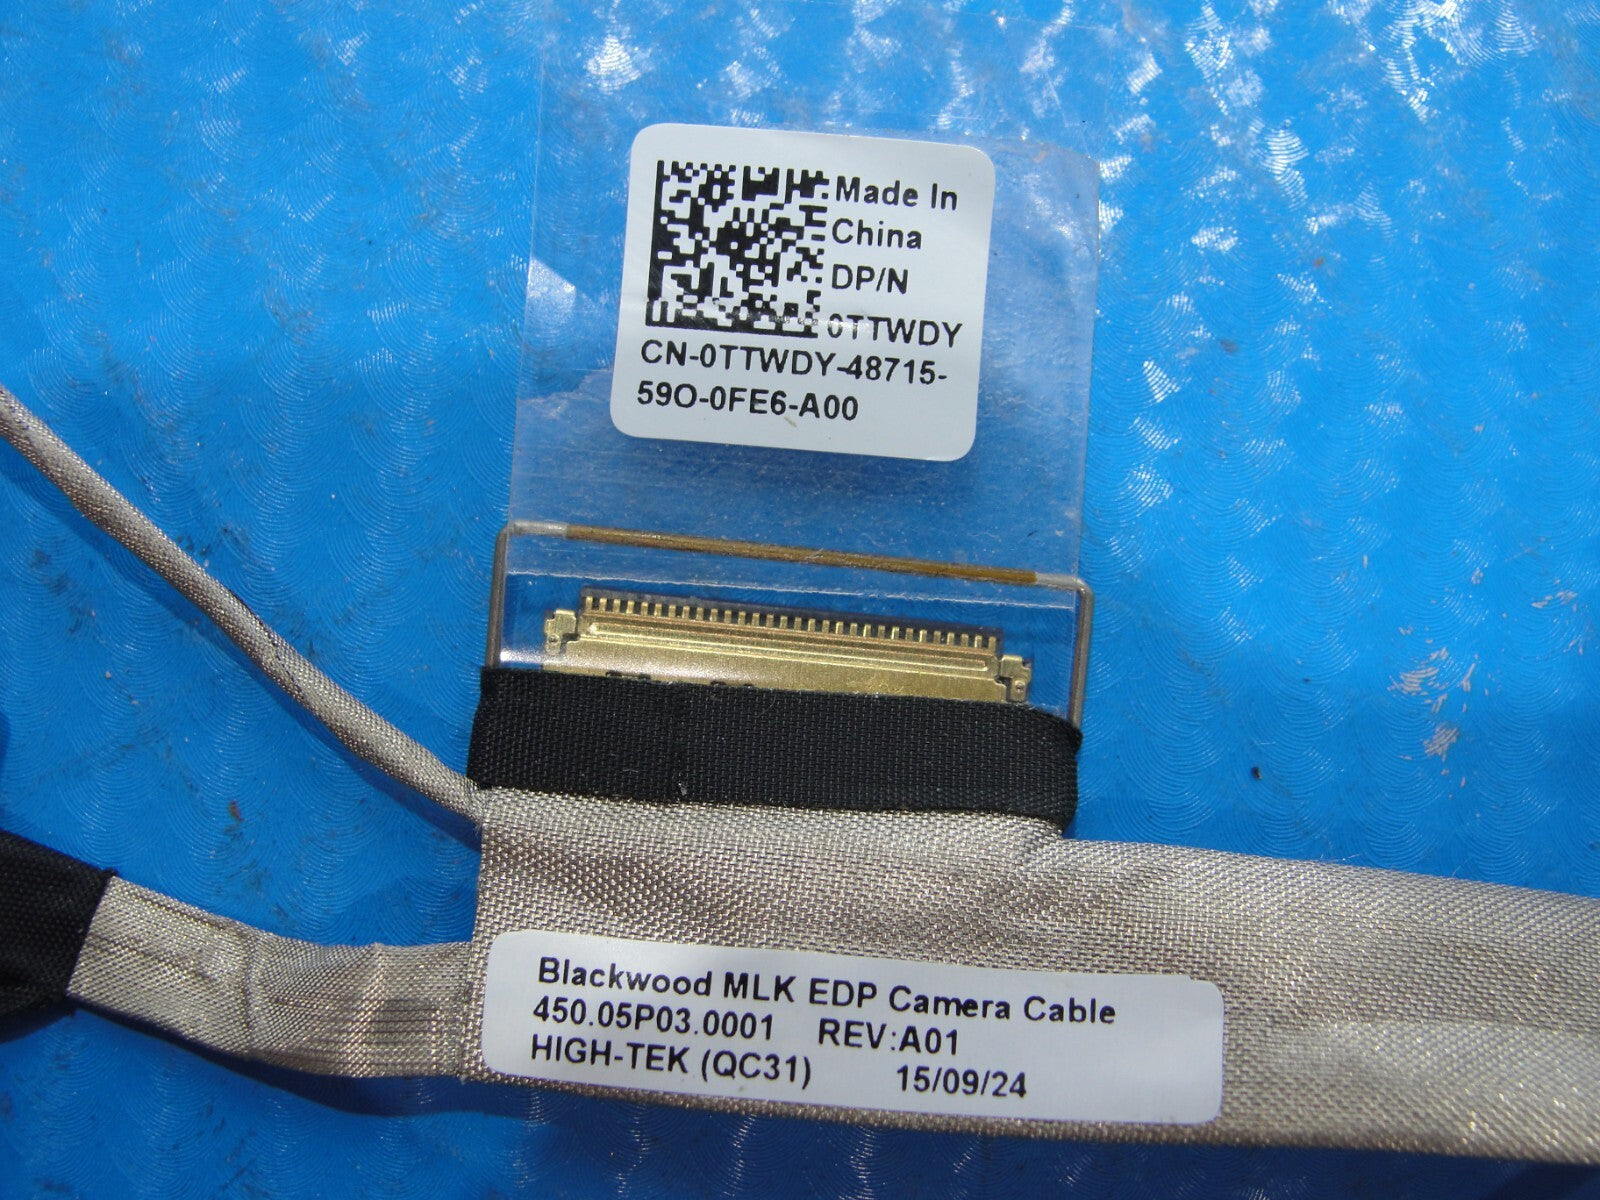 Made In
China
DP/N
0TTWDY
CN-0TTWDY-48715-
59O-0FE6-A00
Blackwood MLK EDP Camera Cable
450.05P03.0001 REV:A01
HIGH-TEK (QC31) 15/09/24